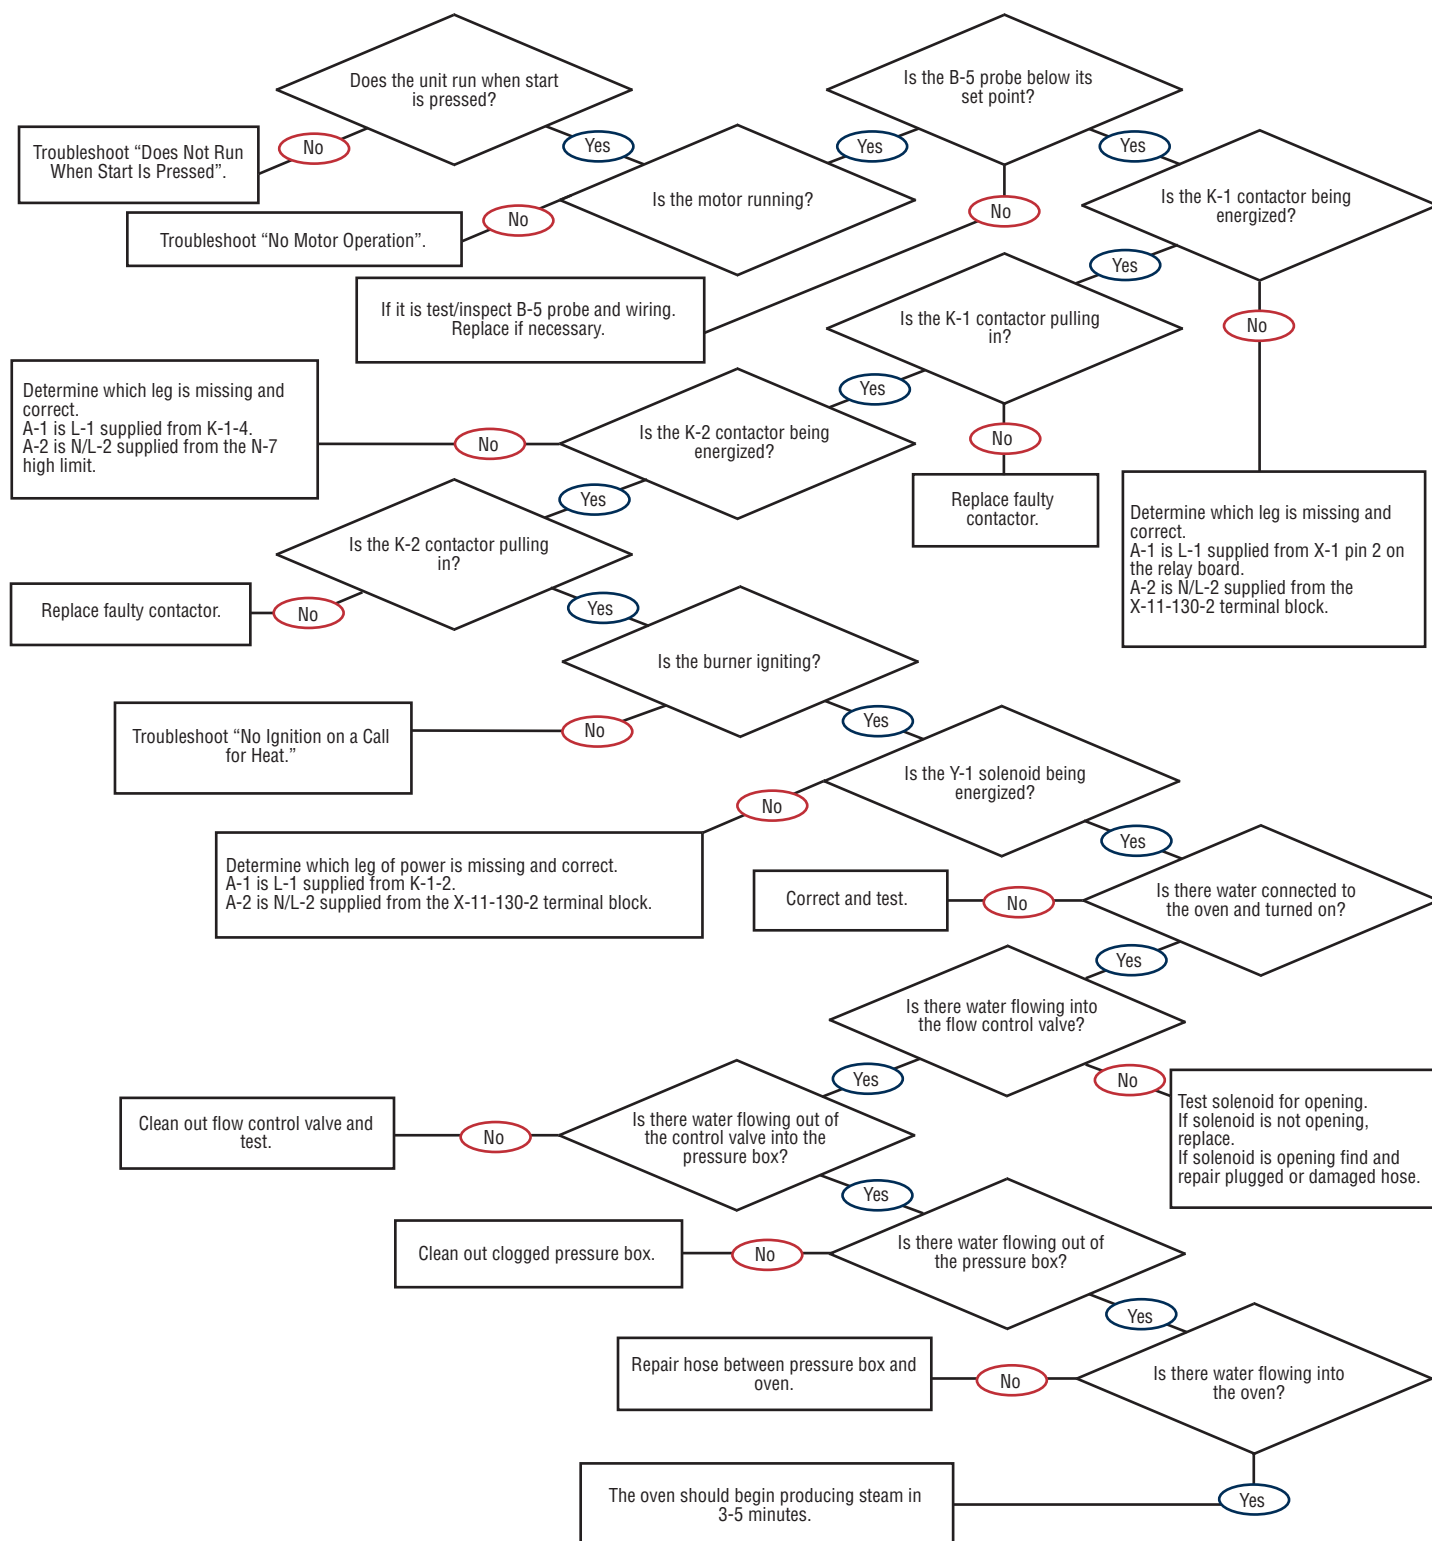 Does the unit run when start
is pressed?
No
Yes
Troubleshoot “Does Not Run
When Start Is Pressed”.
Is the motor running?
No
Yes
Troubleshoot “No Motor Operation”.
Is the B-5 probe below its
set point?
No
Yes
If it is test/inspect B-5 probe and wiring.
Replace if necessary.
Is the K-1 contactor being
energized?
Yes
No
Determine which leg is missing and
correct.
A-1 is L-1 supplied from X-1 pin 2 on
the relay board.
A-2 is N/L-2 supplied from the
X-11-130-2 terminal block.
Is the K-1 contactor pulling
in?
Yes
No
Replace faulty
contactor.
Is the K-2 contactor being
energized?
No
Yes
Determine which leg is missing and
correct.
A-1 is L-1 supplied from K-1-4.
A-2 is N/L-2 supplied from the N-7
high limit.
Is the K-2 contactor pulling
in?
No
Yes
Replace faulty contactor.
Is the burner igniting?
No
Yes
Troubleshoot “No Ignition on a Call
for Heat.”
Is the Y-1 solenoid being
energized?
No
Yes
Determine which leg of power is missing and correct.
A-1 is L-1 supplied from K-1-2.
A-2 is N/L-2 supplied from the X-11-130-2 terminal block.
Is there water connected to
the oven and turned on?
No
Yes
Correct and test.
Is there water flowing into
the flow control valve?
Yes
No
Test solenoid for opening.
If solenoid is not opening,
replace.
If solenoid is opening find and
repair plugged or damaged hose.
Is there water flowing out of
the control valve into the
pressure box?
No
Yes
Clean out flow control valve and
test.
Is there water flowing out of
the pressure box?
No
Yes
Clean out clogged pressure box.
Is there water flowing into
the oven?
No
Yes
Repair hose between pressure box and
oven.
The oven should begin producing steam in
3-5 minutes.